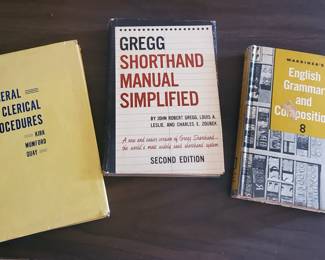 ERAL
CLERICAL
OCEDURES
KIRK
MUMFORD
QUAY
GREGG
SHORTHAND
MANUAL
SIMPLIFIED
BY JOHN ROBERT GREGG, LOUIS A.
LESLIE, AND CHARLES E. ZOUBEK
A new and easier version of Gregg Shorthand
the world's most widely used shorthand system
SECOND EDITION
WARRINER'S
English
Grammar
and
Composition
8